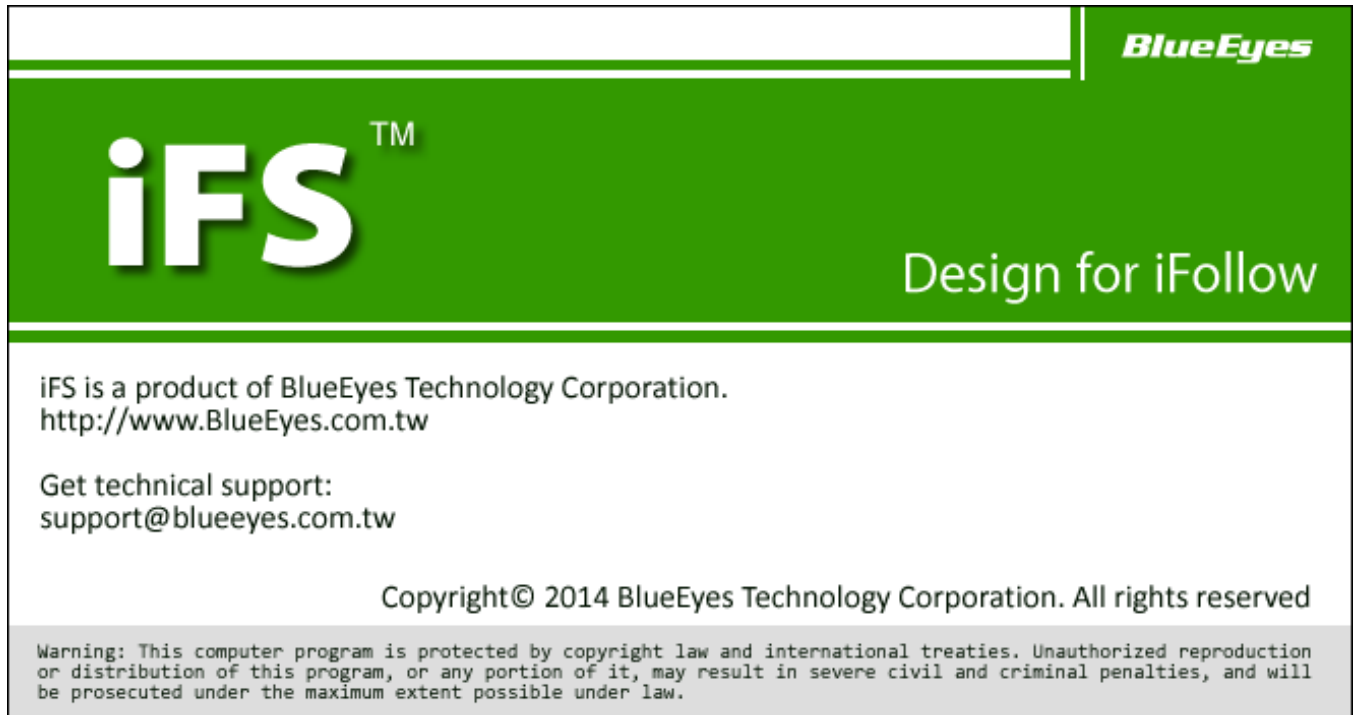 BlueEyes
iFS™
Design for iFollow
iFS is a product of BlueEyes Technology Corporation.
http://www.BlueEyes.com.tw
Get technical support:
support@blueeyes.com.tw
Copyright© 2014 BlueEyes Technology Corporation. All rights reserved
Warning: This computer program is protected by copyright law and international treaties. Unauthorized reproduction
or distribution of this program, or any portion of it, may result in severe civil and criminal penalties, and will
be prosecuted under the maximum extent possible under law.